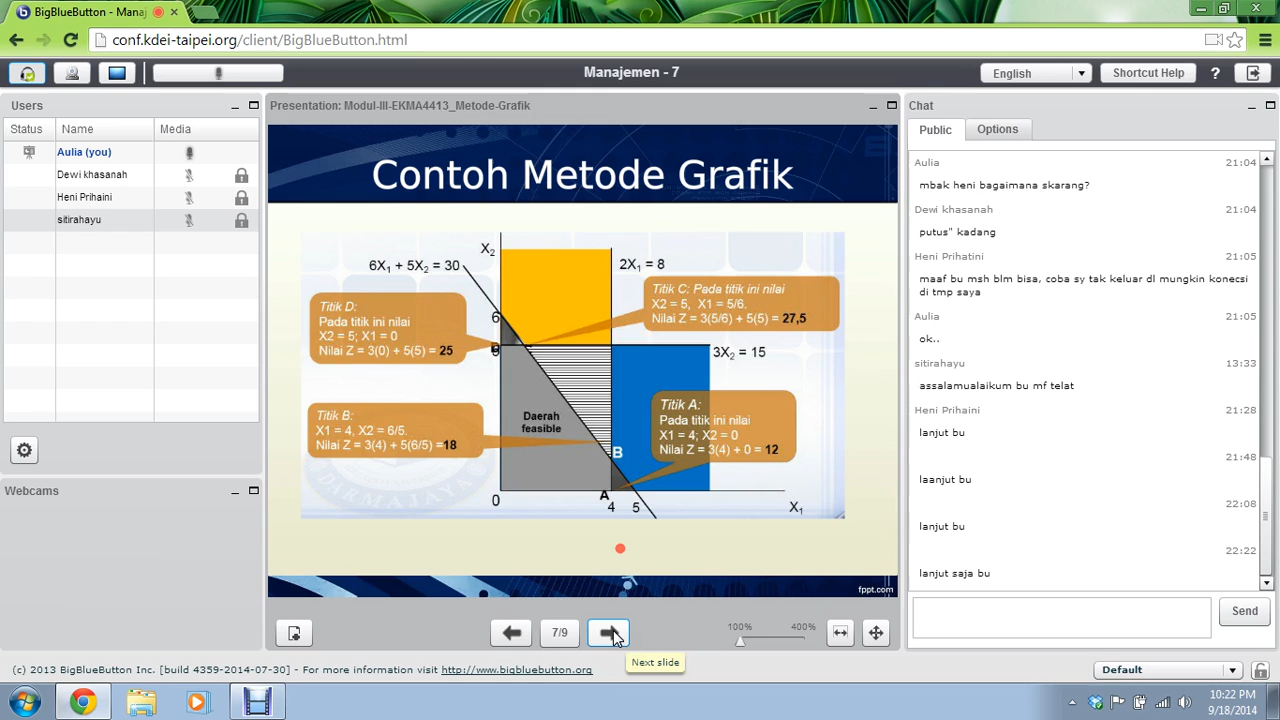 BigBlueButton - Manaj
conf.kdei-taipei.org/client/BigBlueButton.html
Manajemen - 7
English
Shortcut Help
?
Users
Status Name Media
Aulia (you)
Dewi khasanah
Heni Prihaini
sitirahayu
Webcams
Presentation: Modul-III-EKMA4413_Metode-Grafik
Contoh Metode Grafik
X2
6X1 + 5X2 = 30
2X1 = 8
Titik C: Pada titik ini nilai
X2 = 5, X1 = 5/6.
Nilai Z = 3(5/6) + 5(5) = 27,5
Titik D:
Pada titik ini nilai
X2 = 5; X1 = 0
Nilai Z = 3(0) + 5(5) = 25
6
3X2 = 15
Titik B:
X1 = 4, X2 = 6/5.
Nilai Z = 3(4) + 5(6/5) =18
Daerah
feasible
Titik A:
Pada titik ini nilai
X1 = 4; X2 = 0
Nilai Z = 3(4) + 0 = 12
B
A
0
4 5
X1
fppt.com
7/9
100% 400%
Next slide
Chat
Public Options
Aulia 21:04
mbak heni bagaimana skarang?
Dewi khasanah 21:04
putus" kadang
Heni Prihatini 21:05
maaf bu msh blm bisa, coba sy tak keluar dl mungkin konecsi
di tmp saya
Aulia 21:05
ok..
sitirahayu 13:33
assalamualaikum bu mf telat
Heni Prihaini 21:28
lanjut bu
21:48
laanjut bu
22:08
lanjut bu
22:22
lanjut saja bu
Send
(c) 2013 BigBlueButton Inc. [build 4359-2014-07-30] - For more information visit http://www.bigbluebutton.org
Default
10:22 PM
9/18/2014